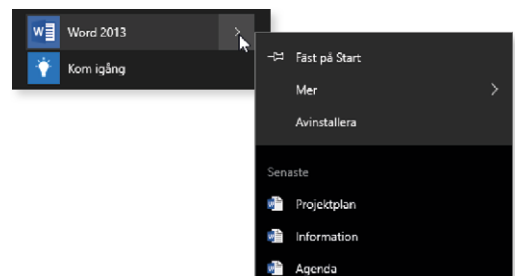 Word 2013
Kom igång
Fäst på Start
Mer
Avinstallera
Senaste
Projektplan
Information
Agenda